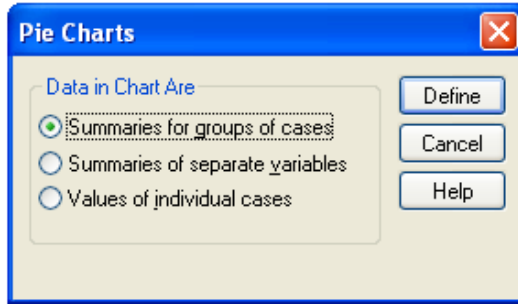 Pie Charts
Data in Chart Are
Summaries for groups of cases
Summaries of separate variables
Values of individual cases
Define
Cancel
Help